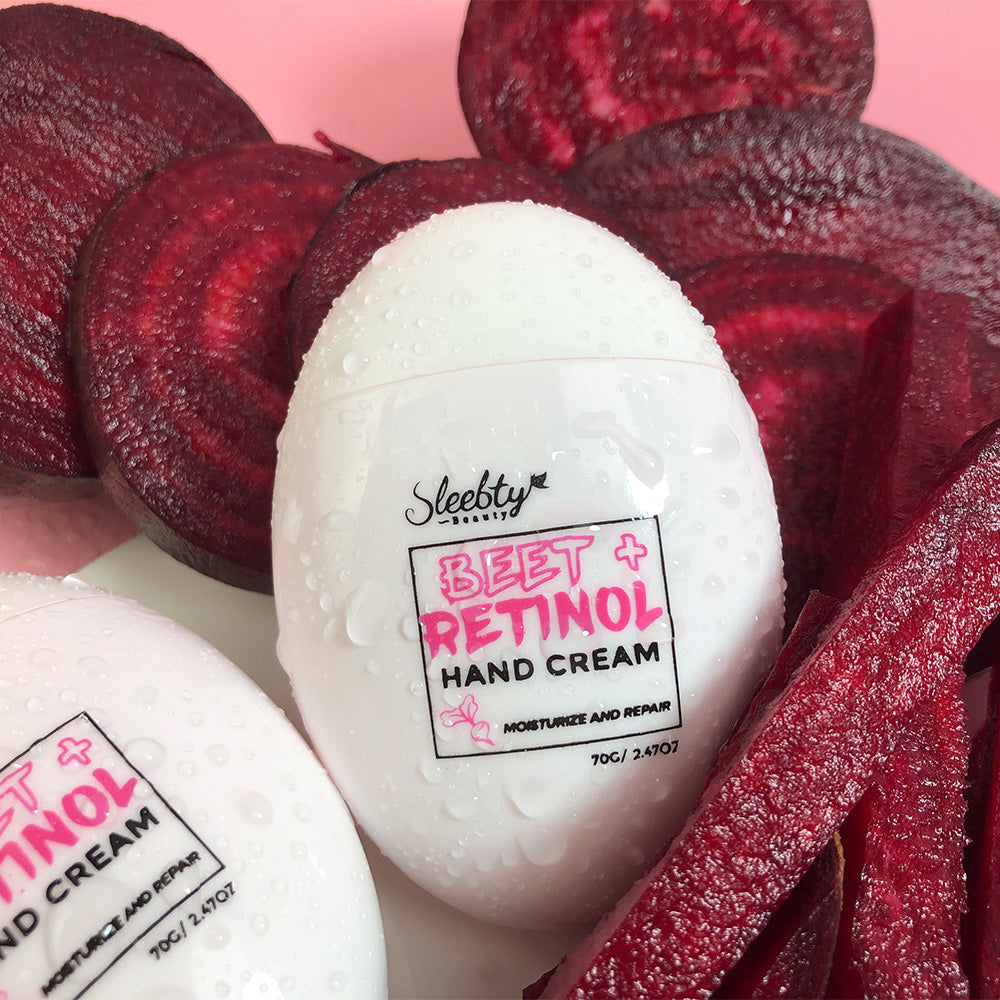 Sleebty
Beauty
BEET +
RETINOL
HAND CREAM
MOISTURIZE AND REPAIR
70G/ 2.47OZ
ET +
TINOL
ND CREAM
MOISTURIZE AND REPAIR
70G/ 2.47OZ